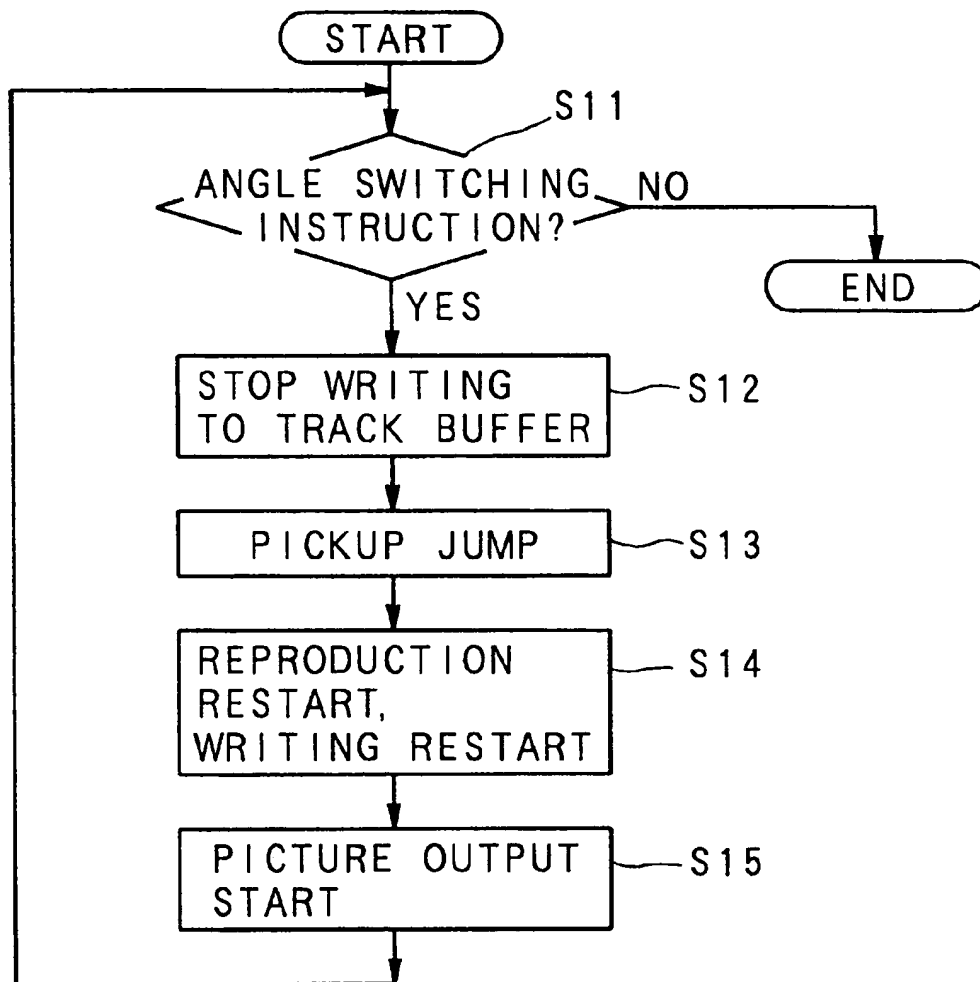 START
S11
ANGLE SWITCHING
INSTRUCTION?
NO
END
YES
STOP WRITING
TO TRACK BUFFER
S12
PICKUP JUMP
S13
REPRODUCTION
RESTART,
WRITING RESTART
S14
PICTURE OUTPUT
START
S15